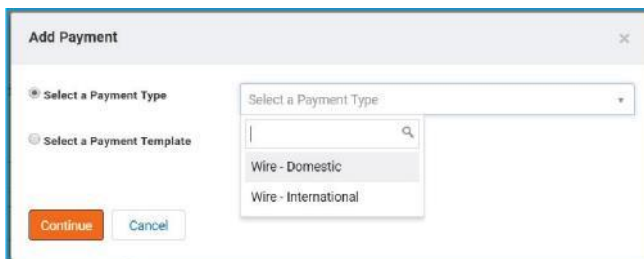 Add Payment
Select a Payment Type
Select a Payment Type
Select a Payment Template
Wire - Domestic
Wire - International
Continue
Cancel